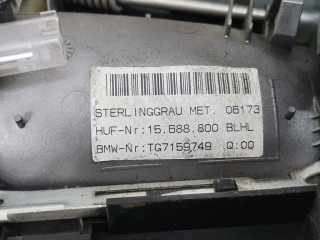 STERLINGGRAU MET. 06173
HUF-Nr:15.688.800 BLHL
BMW-Nr:TG7159749 Q:00